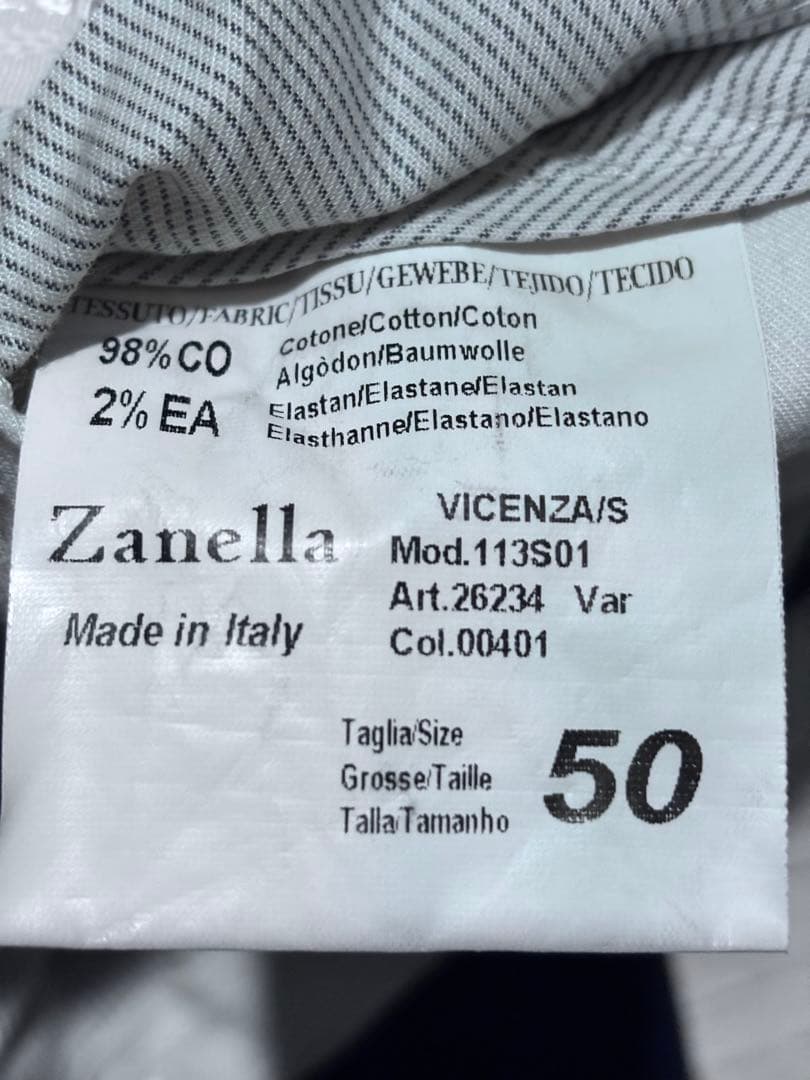 TESSUTO/FABRIC/TISSU/GEWEBE/TEJIDO/TECIDO
98%CO Cotone/Cotton/Coton
Algòdon/Baumwolle
2% EA Elastan/Elastane/Elastan
Elasthanne/Elastano/Elastano
Zanella
Made in Italy
VICENZA/S
Mod.113S01
Art.26234 Var
Col.00401
Taglia/Size
Grosse/Taille
Talla/Tamanho
50